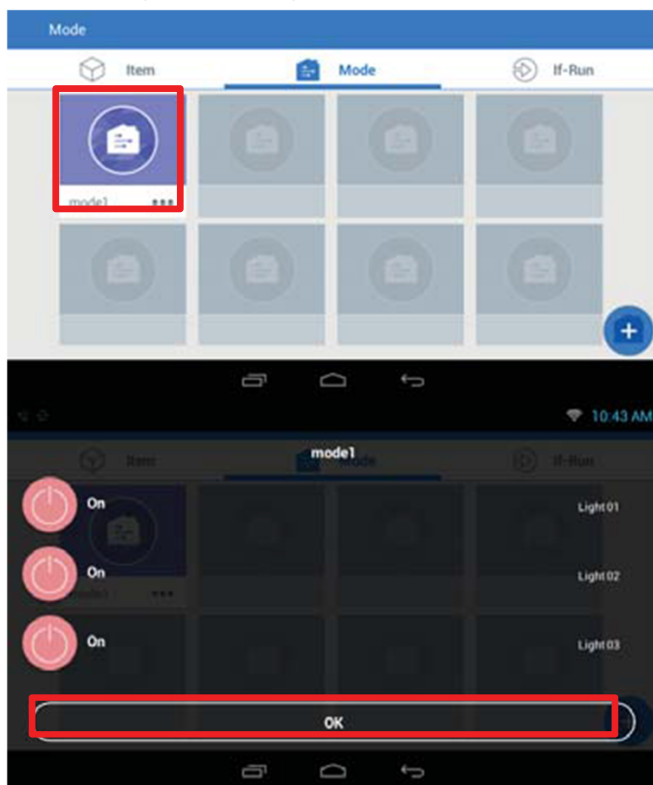 Mode
Item Mode If-Run
mode1
10:43 AM
mode1
Item Mode If-Run
On Light 01
On Light 02
mode1
On Light 03
OK